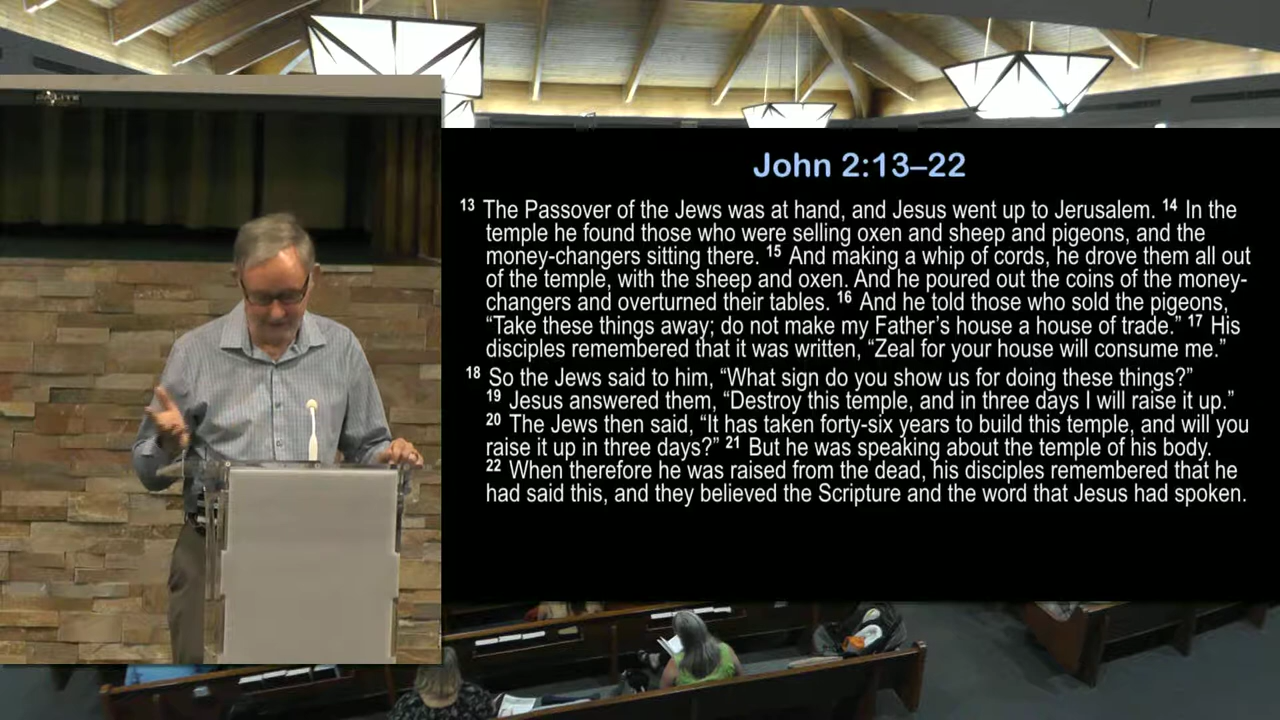 John 2:13–22
13 The Passover of the Jews was at hand, and Jesus went up to Jerusalem. 14 In the
temple he found those who were selling oxen and sheep and pigeons, and the
money-changers sitting there. 15 And making a whip of cords, he drove them all out
of the temple, with the sheep and oxen. And he poured out the coins of the money-
changers and overturned their tables. 16 And he told those who sold the pigeons,
“Take these things away; do not make my Father’s house a house of trade.” 17 His
disciples remembered that it was written, “Zeal for your house will consume me.”
18 So the Jews said to him, “What sign do you show us for doing these things?”
19 Jesus answered them, “Destroy this temple, and in three days I will raise it up.”
20 The Jews then said, “It has taken forty-six years to build this temple, and will you
raise it up in three days?” 21 But he was speaking about the temple of his body.
22 When therefore he was raised from the dead, his disciples remembered that he
had said this, and they believed the Scripture and the word that Jesus had spoken.